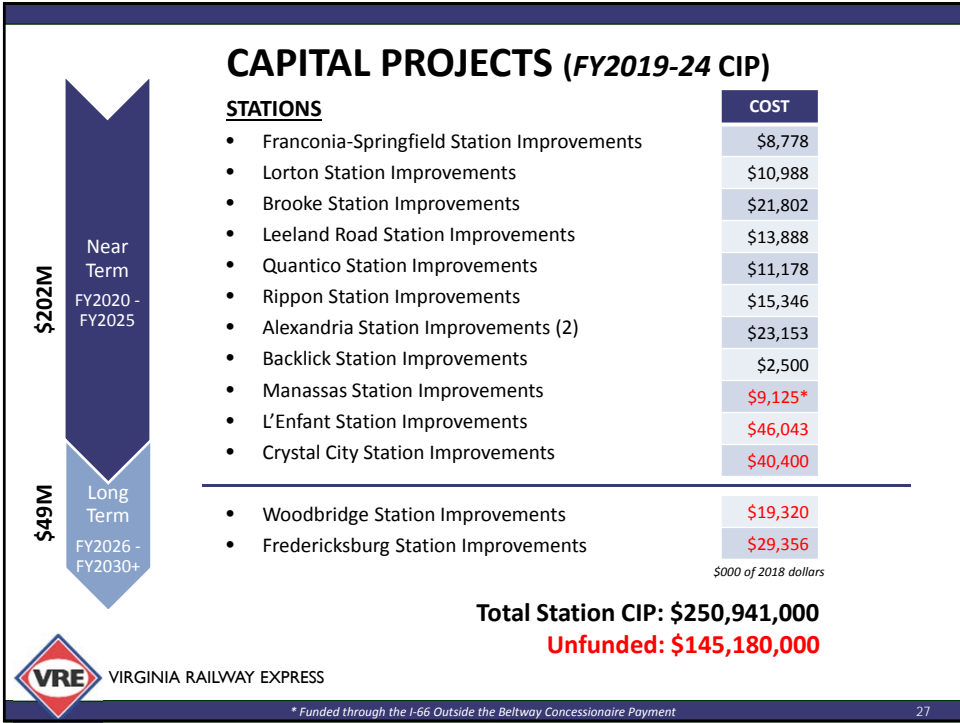 CAPITAL PROJECTS (FY2019-24 CIP)
STATIONS
COST
• Franconia-Springfield Station Improvements $8,778
• Lorton Station Improvements $10,988
• Brooke Station Improvements $21,802
• Leeland Road Station Improvements $13,888
• Quantico Station Improvements $11,178
• Rippon Station Improvements $15,346
• Alexandria Station Improvements (2) $23,153
• Backlick Station Improvements $2,500
• Manassas Station Improvements $9,125*
• L’Enfant Station Improvements $46,043
• Crystal City Station Improvements $40,400
$202M
Near
Term
FY2020 -
FY2025
$49M
Long
Term
FY2026 -
FY2030+
• Woodbridge Station Improvements $19,320
• Fredericksburg Station Improvements $29,356
$000 of 2018 dollars
Total Station CIP: $250,941,000
Unfunded: $145,180,000
VRE VIRGINIA RAILWAY EXPRESS
* Funded through the I-66 Outside the Beltway Concessionaire Payment
27